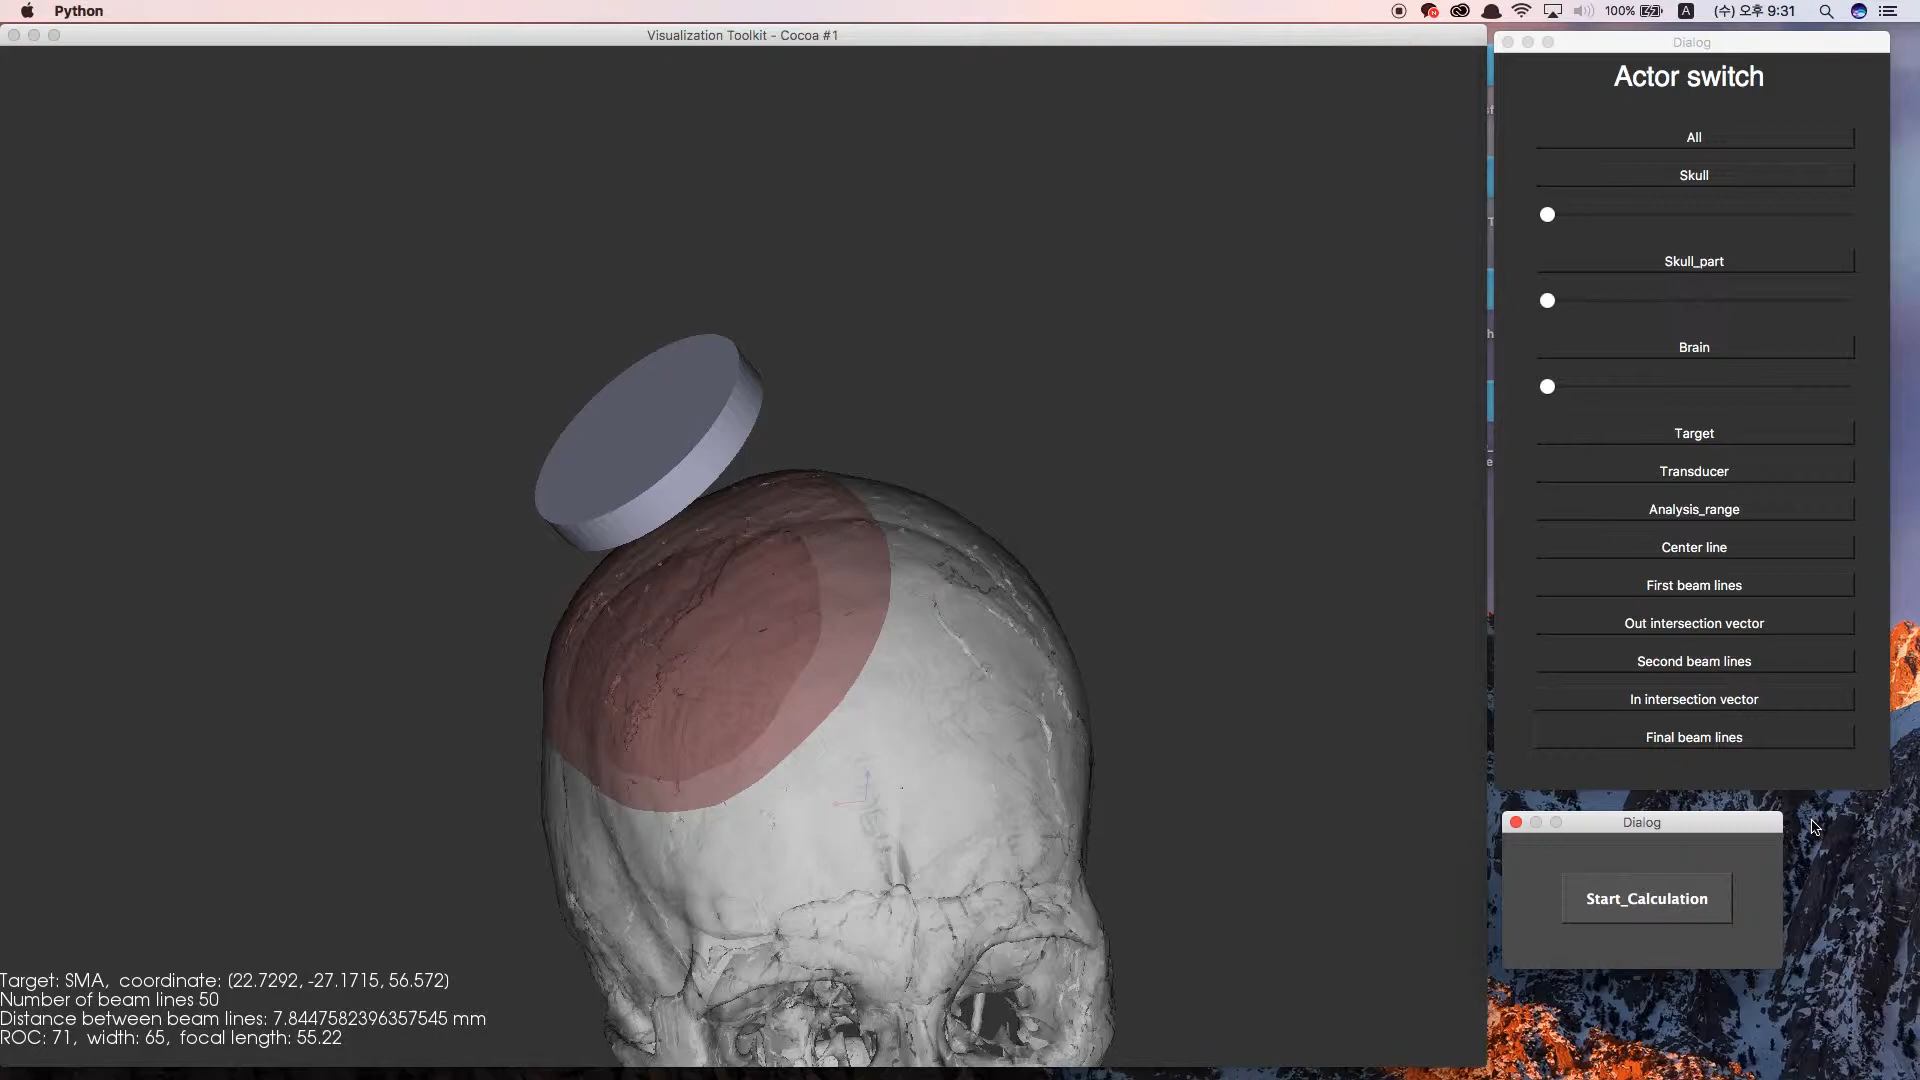 Python
100%
A
(수) 오후 9:31
Visualization Toolkit - Cocoa #1
Dialog
Actor switch
All
Skull
Skull_part
Brain
Target
Transducer
Analysis_range
Center line
First beam lines
Out intersection vector
Second beam lines
In intersection vector
Final beam lines
Dialog
Start_Calculation
Target: SMA, coordinate: [22.7292, -27.1715, 56.572]
Number of beam lines 50
Distance between beam lines: 7.8447582396357545 mm
ROC: 71, width: 65, focal length: 55.22